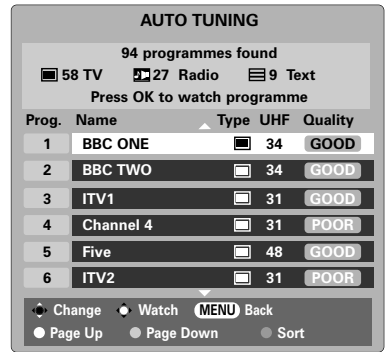 AUTO TUNING
94 programmes found
58 TV 27 Radio 9 Text
Press OK to watch programme
Prog. Name Type UHF Quality
1 BBC ONE 34 GOOD
2 BBC TWO 34 GOOD
3 ITV1 31 GOOD
4 Channel 4 31 POOR
5 Five 48 GOOD
6 ITV2 31 POOR
Change Watch MENU Back
Page Up Page Down Sort